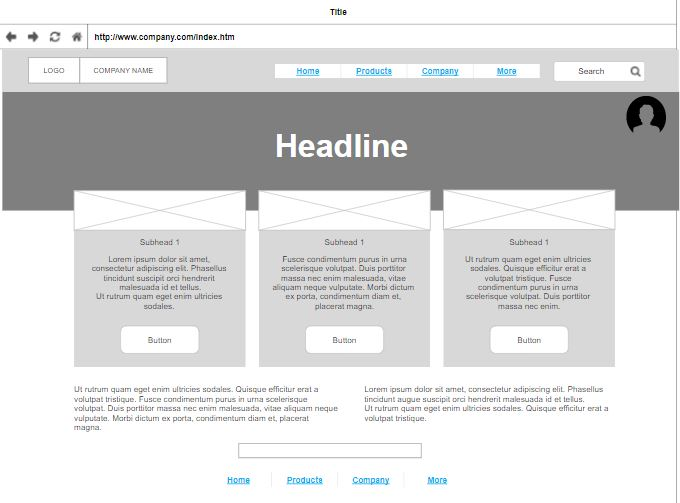 Title
http://www.company.com/index.htm
LOGO
COMPANY NAME
Home
Products
Company
More
Search
Headline
Subhead 1
Lorem ipsum dolor sit amet,
consectetur adipiscing elit. Phasellus
tincidunt suscipit orci hendrerit
malesuada id et tellus.
Ut rutrum quam eget enim ultricies
sodales.
Button
Subhead 1
Fusce condimentum purus in urna
scelerisque volutpat. Duis porttitor
massa nec enim malesuada, vitae
aliquam neque vulputate. Morbi dictum
ex porta, condimentum diam et,
placerat magna.
Button
Subhead 1
Ut rutrum quam eget enim ultricies
sodales. Quisque efficitur erat a
volutpat tristique. Fusce
condimentum purus in urna
scelerisque volutpat. Duis porttitor
massa nec enim.
Button
Ut rutrum quam eget enim ultricies sodales. Quisque efficitur erat a
volutpat tristique. Fusce condimentum purus in urna scelerisque
volutpat. Duis porttitor massa nec enim malesuada, vitae aliquam neque
vulputate. Morbi dictum ex porta, condimentum diam et, placerat
magna.
Lorem ipsum dolor sit amet, consectetur adipiscing elit. Phasellus
tincidunt augue suscipit orci hendrerit malesuada id et tellus.
Ut rutrum quam eget enim ultricies sodales. Quisque efficitur erat a
volutpat tristique.
Home
Products
Company
More